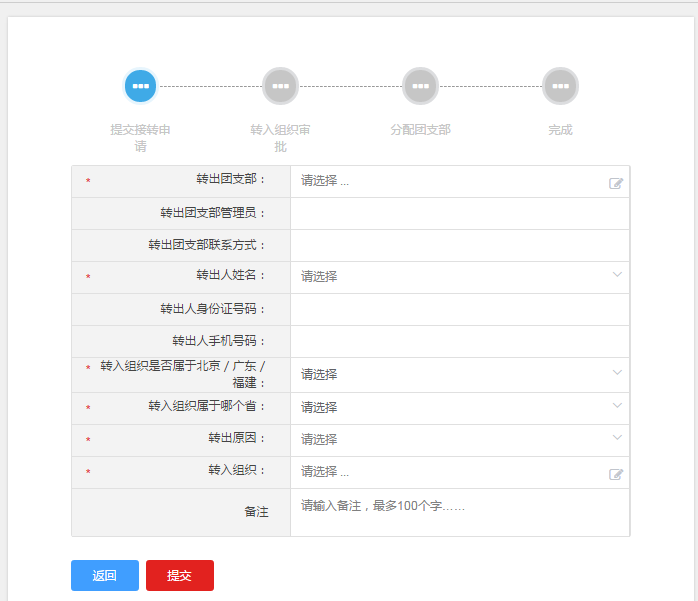 提交接转申
请
转入组织审
批
分配团支部
完成
* 转出团支部： 请选择 ...
转出团支部管理员：
转出团支部联系方式：
* 转出人姓名： 请选择
转出人身份证号码：
转出人手机号码：
* 转入组织是否属于北京 / 广东 /
福建： 请选择
* 转入组织属于哪个省： 请选择
* 转出原因： 请选择
* 转入组织： 请选择 ...
备注 请输入备注，最多100个字……
返回 提交